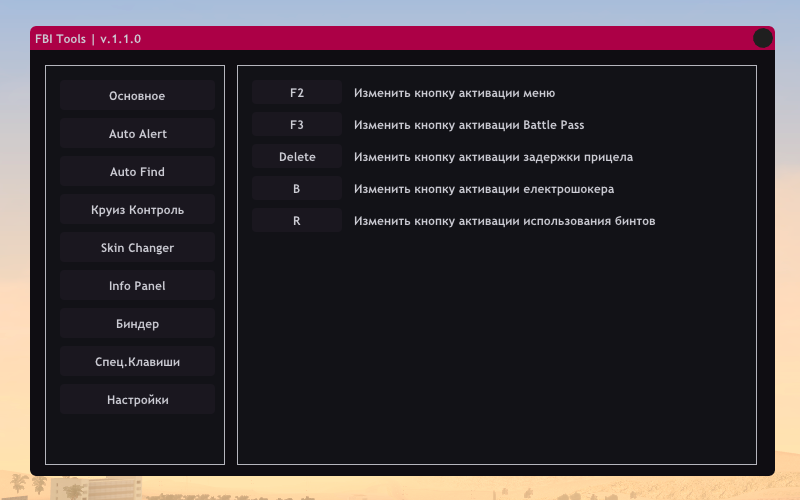 FBI Tools | v.1.1.0
Основное
Auto Alert
Auto Find
Круиз Контроль
Skin Changer
Info Panel
Биндер
Спец.Клавиши
Настройки
F2 Изменить кнопку активации меню
F3 Изменить кнопку активации Battle Pass
Delete Изменить кнопку активации задержки прицела
B Изменить кнопку активации електрошокера
R Изменить кнопку активации использования бинтов